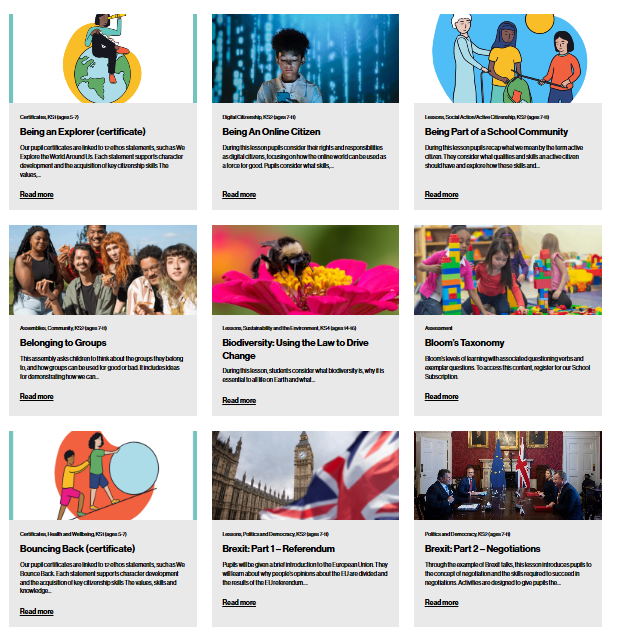 Certificates, KS1 (ages 5-7)
Being an Explorer (certificate)
Our pupil certificates are linked to 12 ethos statements, such as We
Explore the World Around Us. Each statement supports character
development and the acquisition of key citizenship skills The
values,...
Read more
Digital Citizenship, KS2 (ages 7-11)
Being An Online Citizen
During this lesson pupils consider their rights and responsibilities
as digital citizens, focusing on how the online world can be used as
a force for good. Pupils consider what skills,...
Read more
Lessons, Social Action/Active Citizenship, KS2 (ages 7-11)
Being Part of a School Community
During this lesson pupils recap what we mean by the term active
citizen. They consider what qualities and skills an active citizen
should have and explore how these skills and...
Read more
Assemblies, Community, KS2 (ages 7-11)
Belonging to Groups
This assembly asks children to think about the groups they belong
to, and how groups can be used for good or bad. It includes ideas
for demonstrating how we can...
Read more
Lessons, Sustainability and the Environment, KS4 (ages 14-16)
Biodiversity: Using the Law to Drive
Change
During this lesson, students consider what biodiversity is, why it is
essential to all life on Earth and what...
Read more
Assessment
Bloom's Taxonomy
Bloom's levels of learning with associated questioning verbs and
exemplar questions. To access this content, register for our School
Subscription.
Read more
Certificates, Health and Wellbeing, KS1 (ages 5-7)
Bouncing Back (certificate)
Our pupil certificates are linked to 12 ethos statements, such as We
Bounce Back. Each statement supports character development
and the acquisition of key citizenship skills The values, skills and
knowledge...
Read more
Lessons, Politics and Democracy, KS2 (ages 7-11)
Brexit: Part 1 – Referendum
Pupils will be given a brief introduction to the European Union. They
will learn about why people's opinions about the EU are divided and
the results of the EU referendum....
Read more
Politics and Democracy, KS2 (ages 7-11)
Brexit: Part 2 – Negotiations
Through the example of Brexit talks, this lesson introduces pupils to
the concept of negotiation and the skills required to succeed in
negotiations. Activities are designed to give pupils the...
Read more